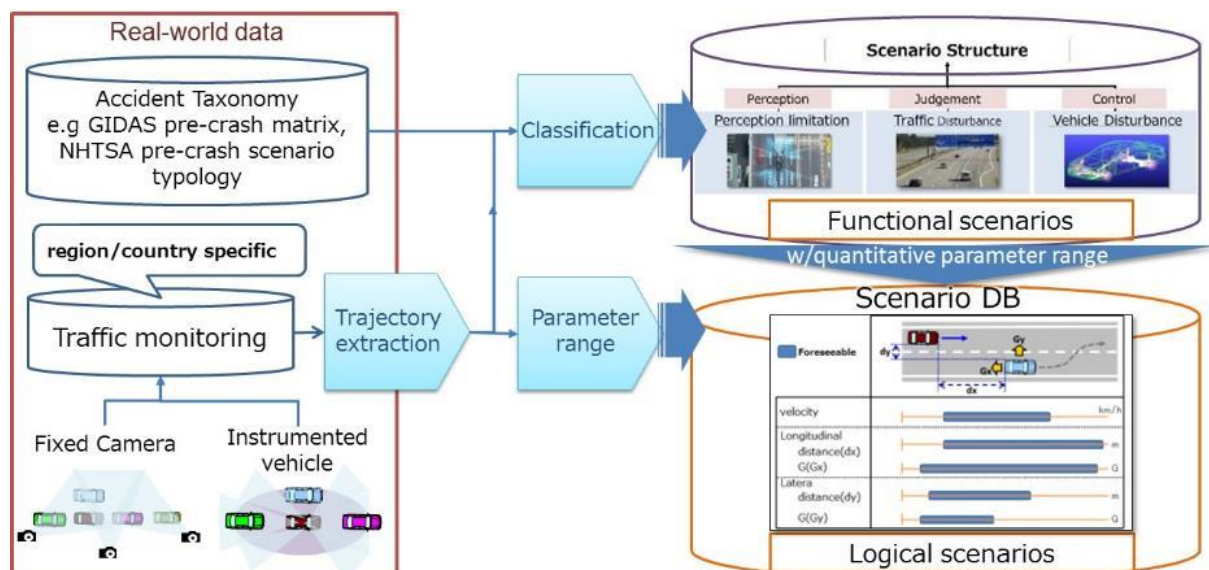 Real-world data
Accident Taxonomy
e.g GIDAS pre-crash matrix,
NHTSA pre-crash scenario
typology
region/country specific
Traffic monitoring
Fixed Camera
Instrumented
vehicle
Trajectory
extraction
Classification
Parameter
range
Scenario Structure
Perception
Judgement
Control
Perception limitation
Traffic Disturbance
Vehicle Disturbance
Functional scenarios
w/quantitative parameter range
Scenario DB
Foreseeable
dy
Gy
Gx
dx
velocity
km/h
Longitudinal
distance(dx)
m
G(Gx)
G
Latera
distance(dy)
m
G(Gy)
G
Logical scenarios